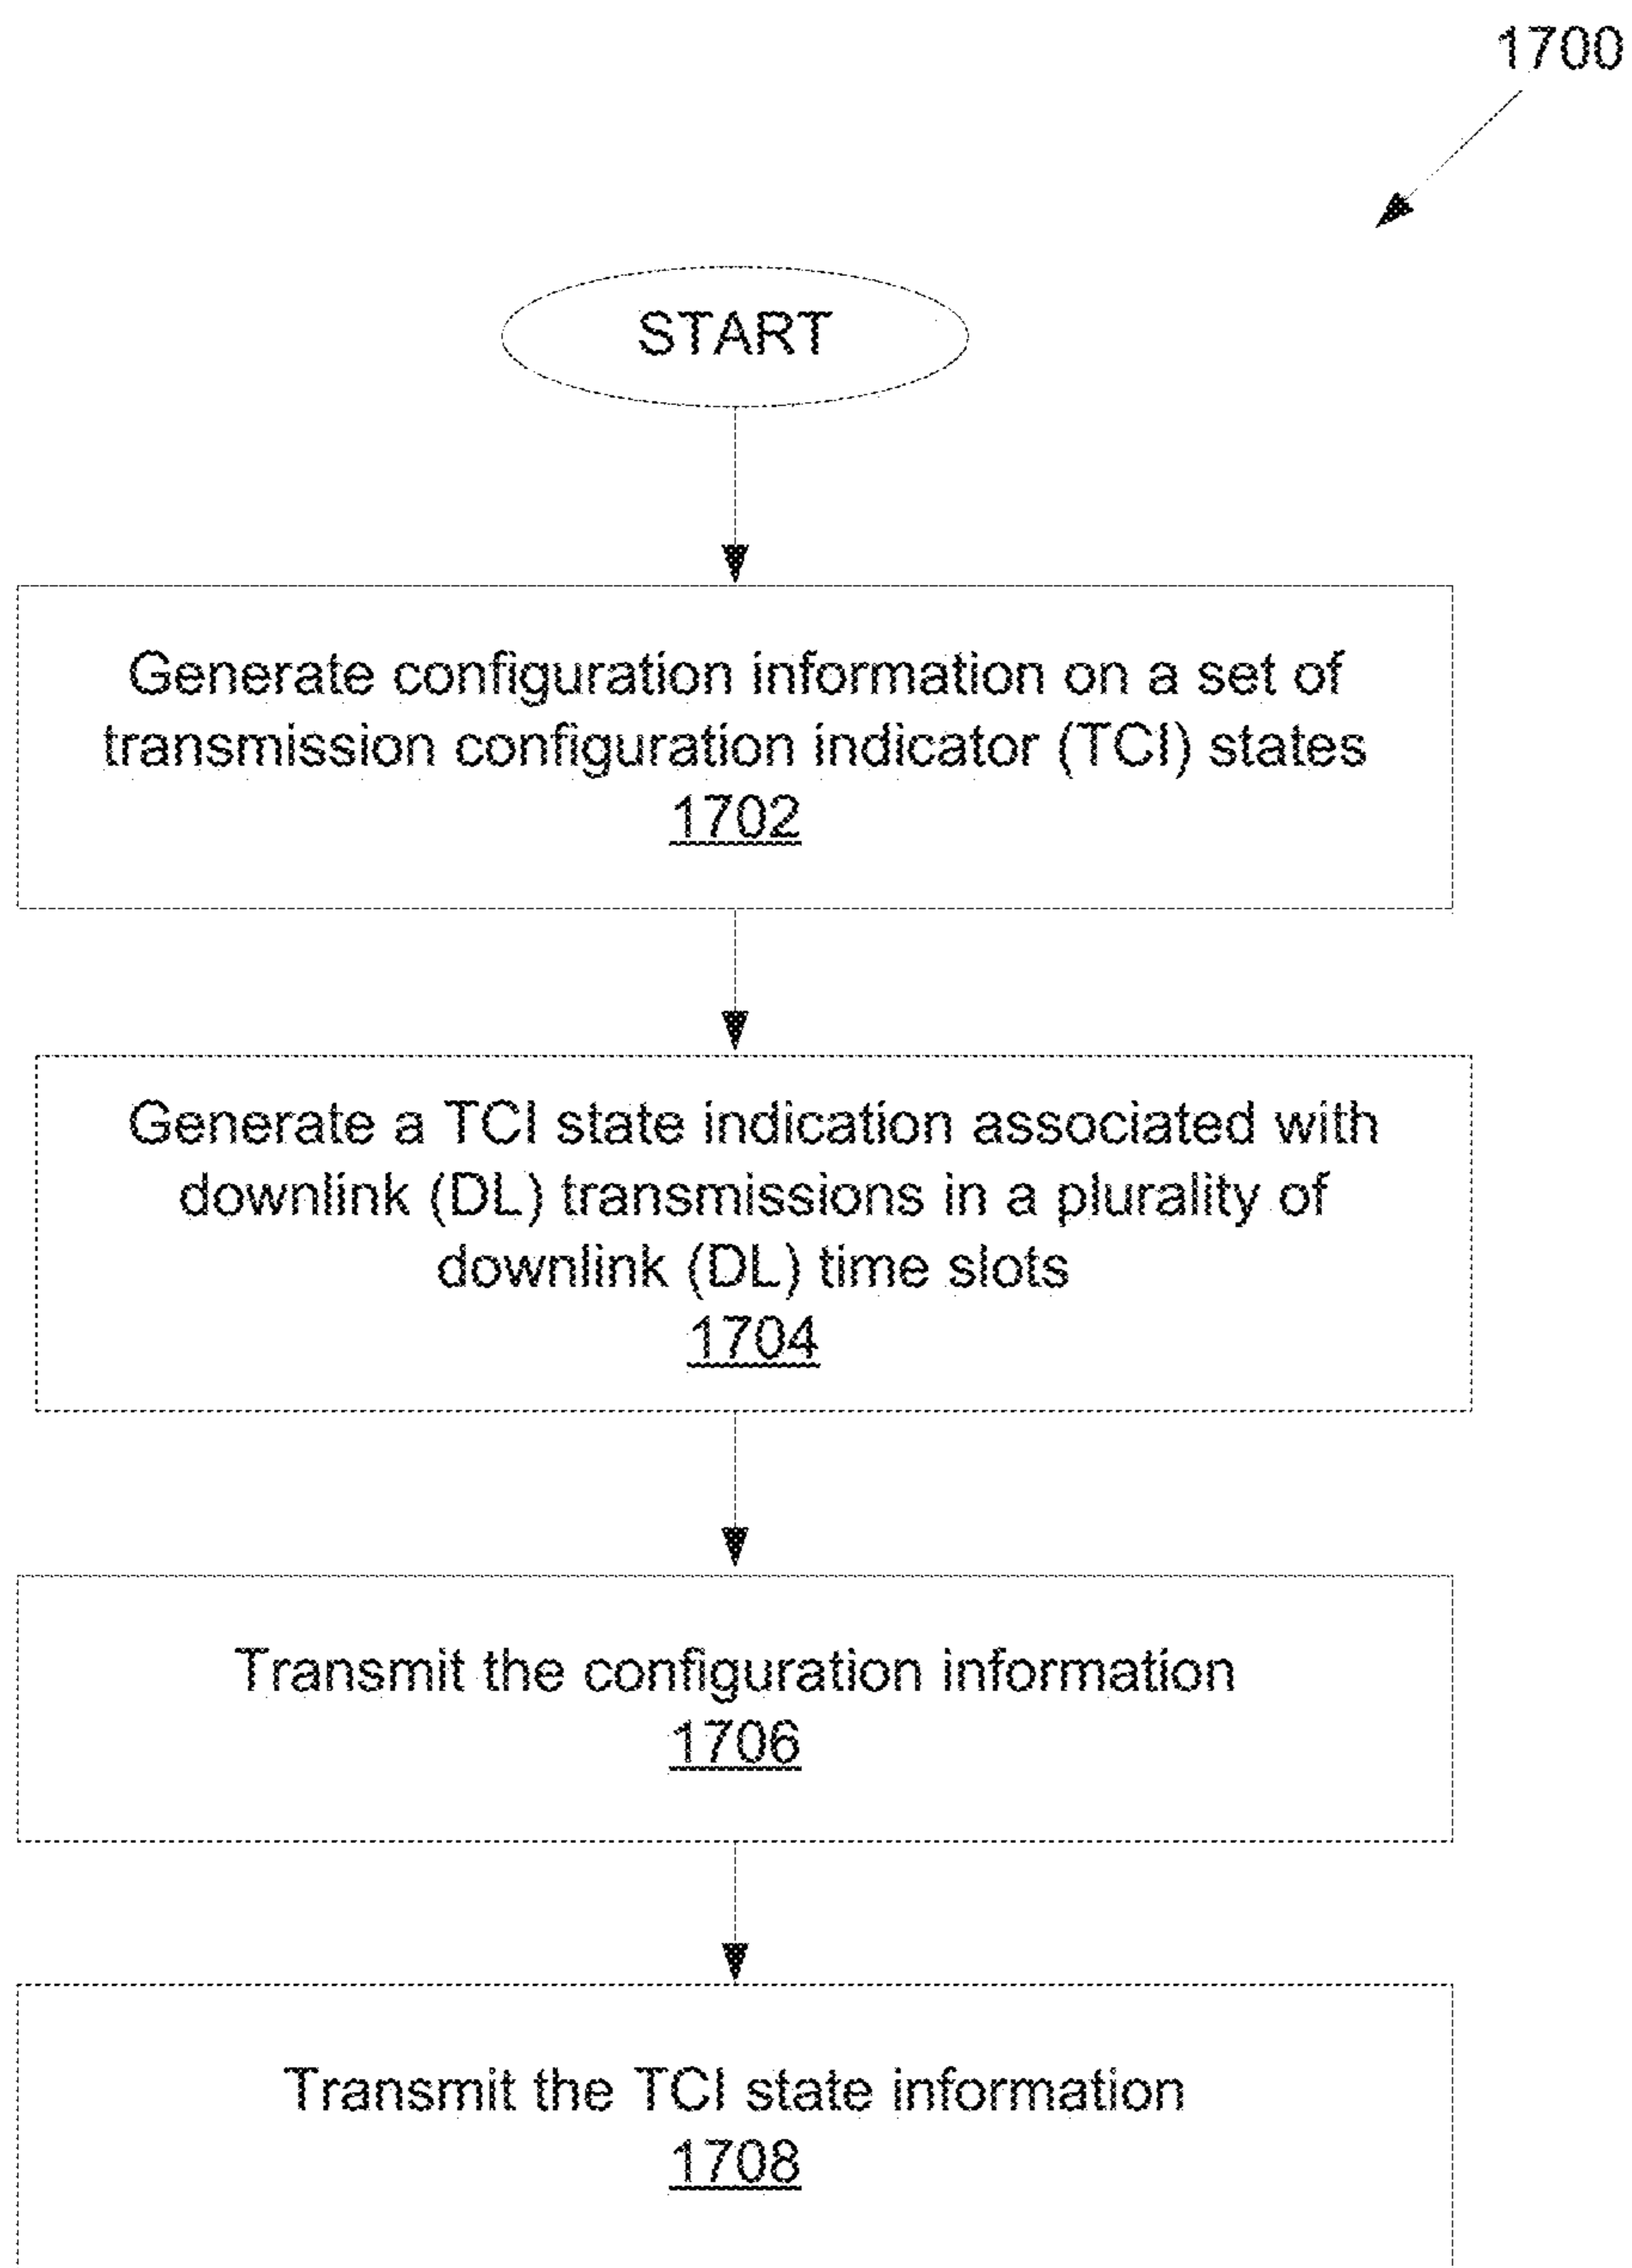 1700
START
Generate configuration information on a set of
transmission configuration indicator (TCI) states
1702
Generate a TCI state indication associated with
downlink (DL) transmissions in a plurality of
downlink (DL) time slots
1704
Transmit the configuration information
1706
Transmit the TCI state information
1708